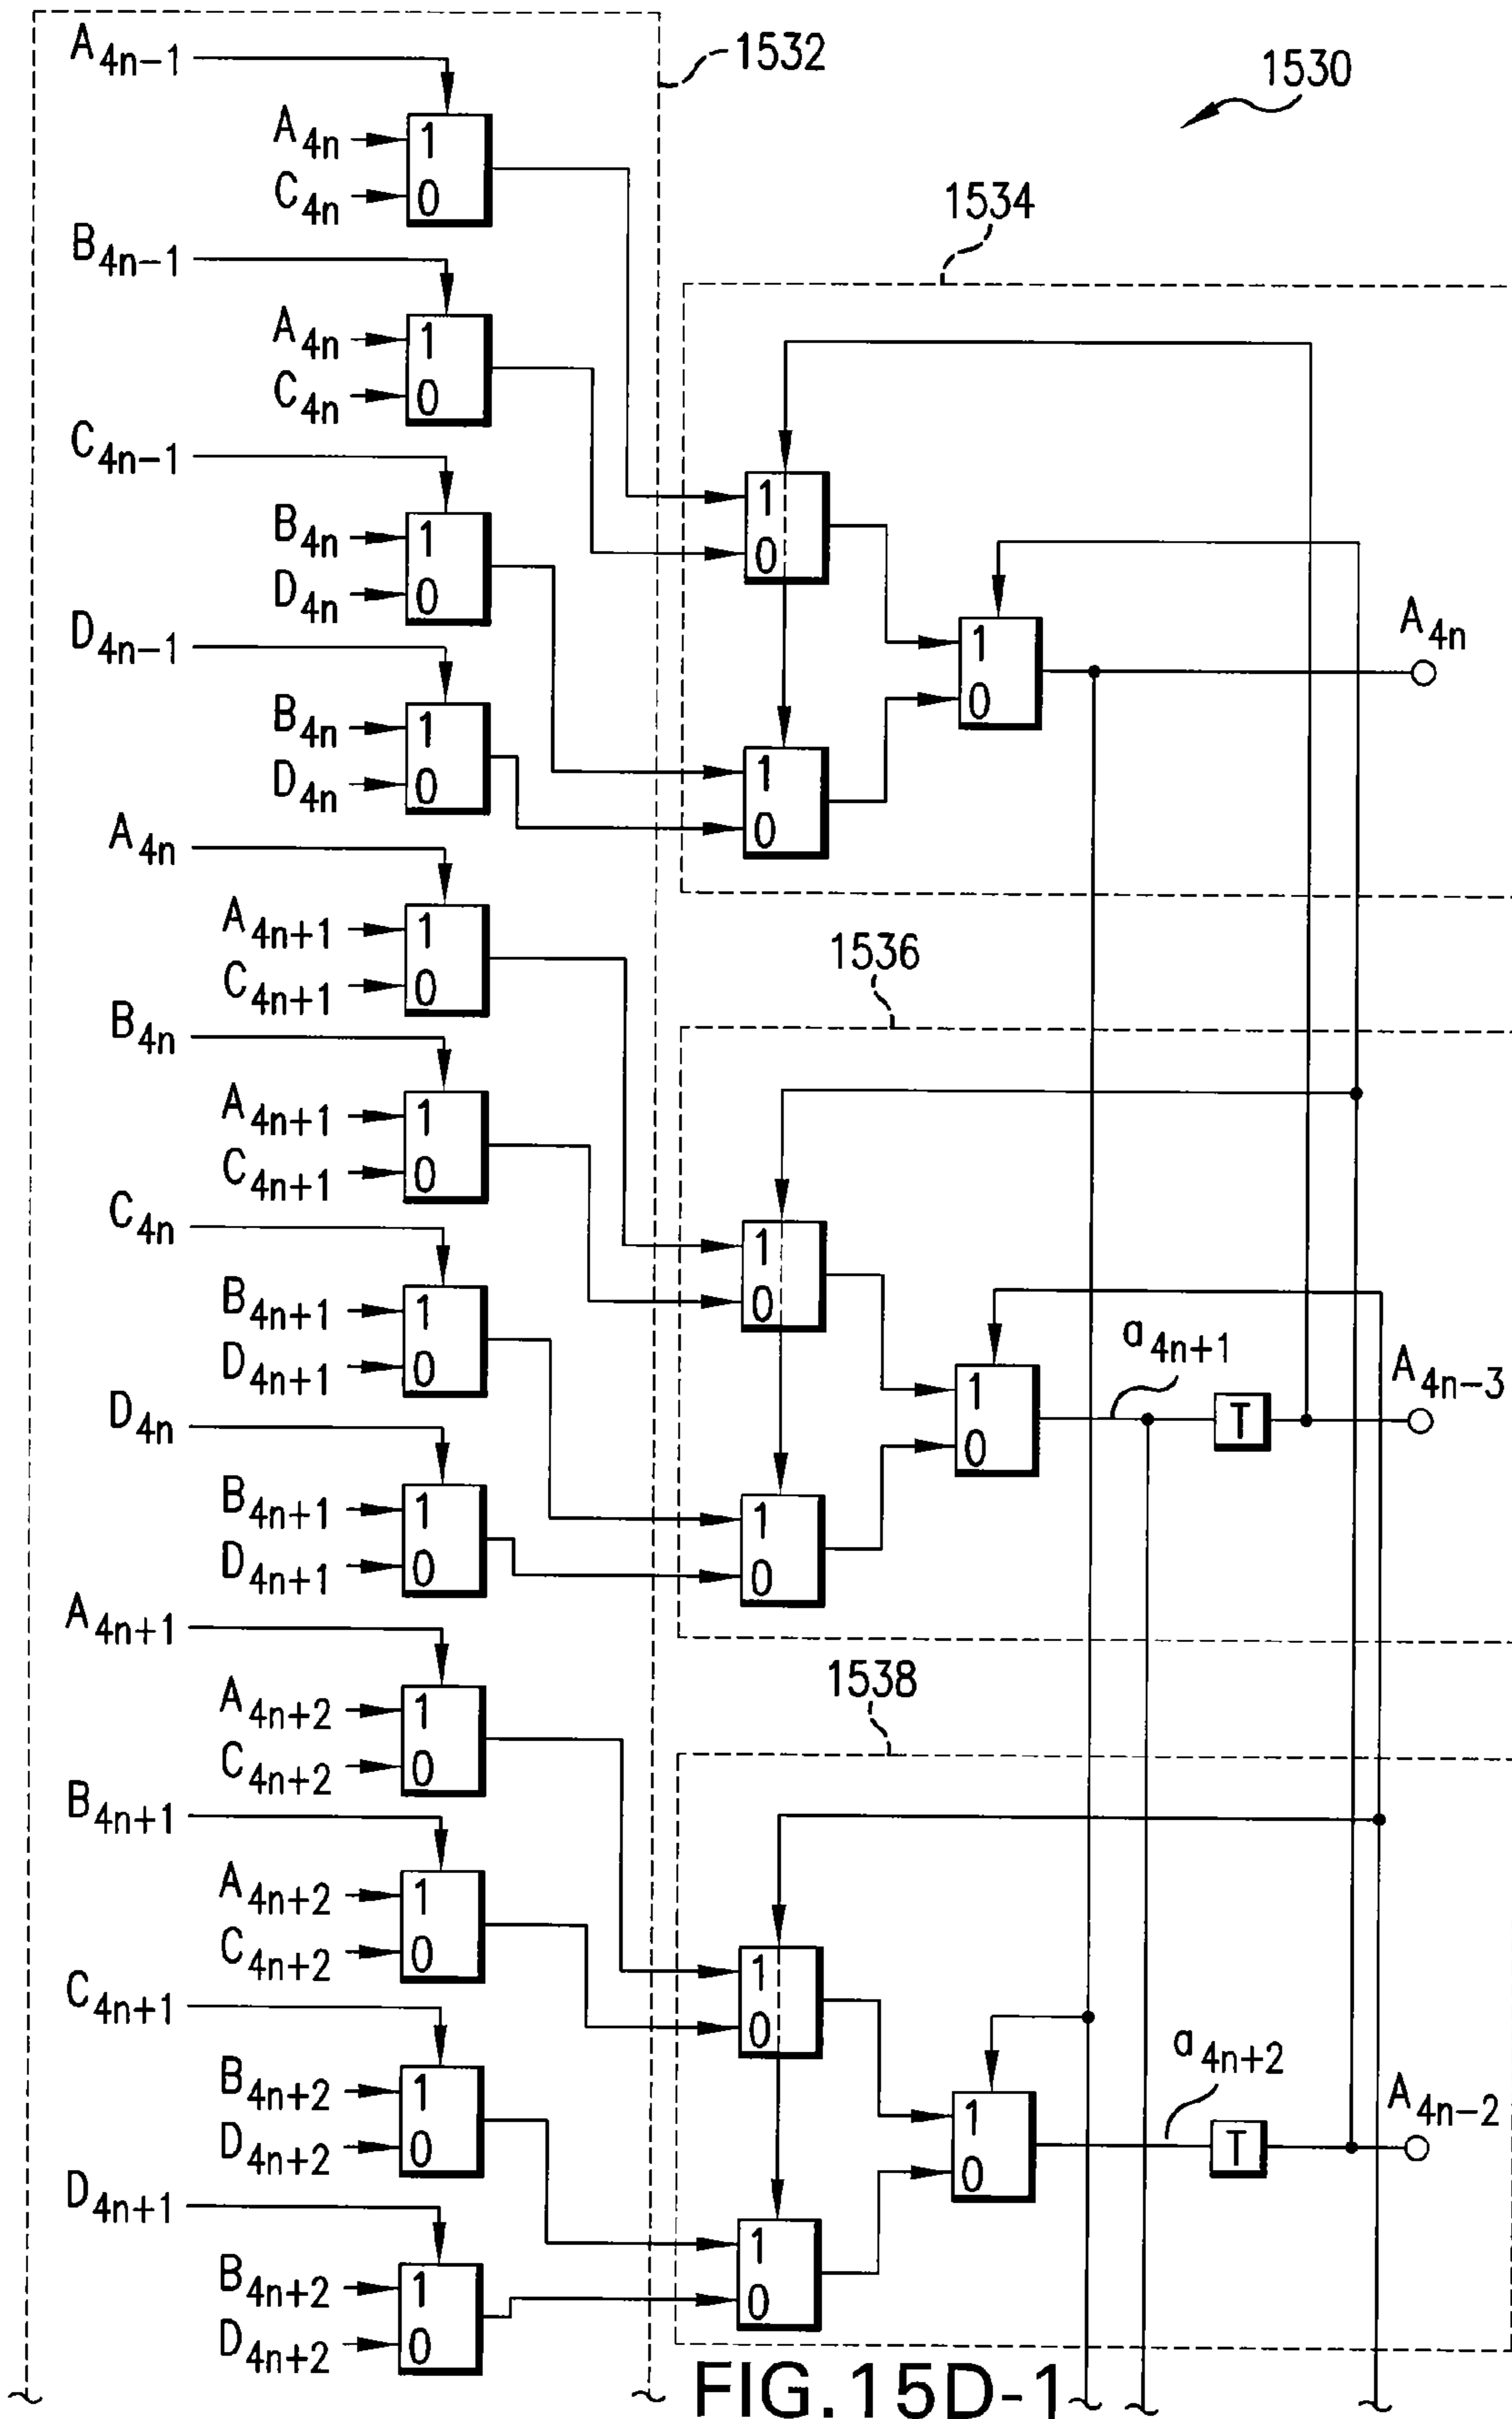 1530
1532
A4n-1
A4n 1
C4n 0
B4n-1
A4n 1
C4n 0
C4n-1
B4n 1
D4n 0
D4n-1
B4n 1
D4n 0
A4n
A4n+1 1
C4n+1 0
B4n
A4n+1 1
C4n+1 0
C4n
B4n+1 1
D4n+1 0
D4n
B4n+1 1
D4n+1 0
A4n+1
A4n+2 1
C4n+2 0
B4n+1
A4n+2 1
C4n+2 0
C4n+1
B4n+2 1
D4n+2 0
D4n+1
B4n+2 1
D4n+2 0
1534
1
0
1
0
1
0
A4n
1536
1
0
1
0
1
0
a4n+1
T
A4n-3
1538
1
0
1
0
1
0
a4n+2
T
A4n-2
FIG.15D-1